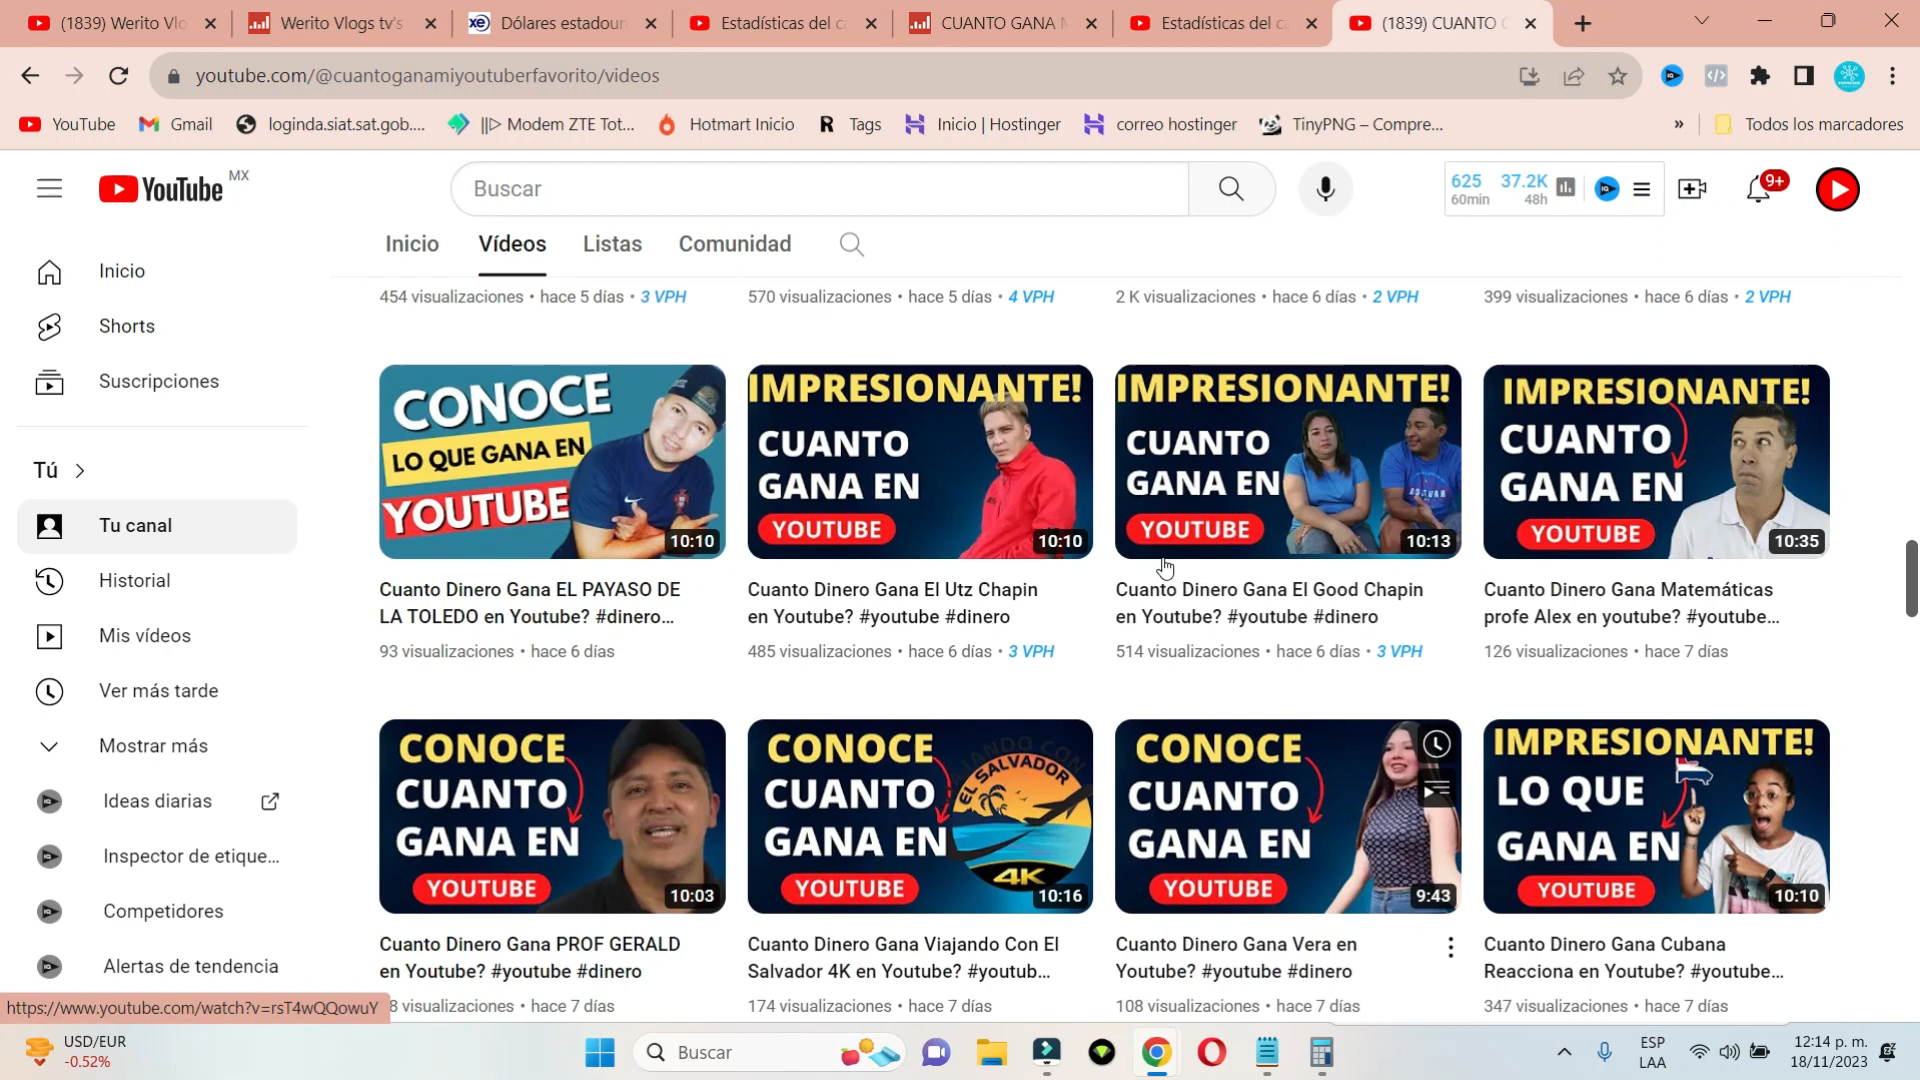 (1839) Werito Vlo
Werito Vlogs tv's
Dólares estadoun
Estadísticas del c
CUANTO GANA
Estadísticas del c
(1839) CUANTO
youtube.com/@cuantoganamiyoutuberfavorito/videos
YouTube
Gmail
loginda.siat.sat.gob....
||▷ Modem ZTE Tot...
Hotmart Inicio
R Tags
Inicio | Hostinger
correo hostinger
TinyPNG – Compre...
»
Todos los marcadores
YouTube MX
Buscar
625 60min
37.2K 48h
9+
Inicio
Vídeos
Listas
Comunidad
Inicio
Shorts
Suscripciones
Tú >
Tu canal
Historial
Mis vídeos
Ver más tarde
Mostrar más
Ideas diarias
Inspector de etique...
Competidores
Alertas de tendencia
454 visualizaciones • hace 5 días • 3 VPH
570 visualizaciones • hace 5 días • 4 VPH
2 K visualizaciones • hace 6 días • 2 VPH
399 visualizaciones • hace 6 días • 2 VPH
CONOCE
LO QUE GANA EN
YOUTUBE
10:10
Cuanto Dinero Gana EL PAYASO DE
LA TOLEDO en Youtube? #dinero...
93 visualizaciones • hace 6 días
IMPRESIONANTE!
CUANTO
GANA EN
YOUTUBE
10:10
Cuanto Dinero Gana El Utz Chapin
en Youtube? #youtube #dinero
485 visualizaciones • hace 6 días • 3 VPH
IMPRESIONANTE!
CUANTO
GANA EN
YOUTUBE
10:13
Cuanto Dinero Gana El Good Chapin
en Youtube? #youtube #dinero
514 visualizaciones • hace 6 días • 3 VPH
IMPRESIONANTE!
CUANTO
GANA EN
YOUTUBE
10:35
Cuanto Dinero Gana Matemáticas
profe Alex en youtube? #youtube...
126 visualizaciones • hace 7 días
CONOCE
CUANTO
GANA EN
YOUTUBE
10:03
Cuanto Dinero Gana PROF GERALD
en Youtube? #youtube #dinero
8 visualizaciones • hace 7 días
CONOCE
CUANTO
GANA EN
YOUTUBE
EL SALVADOR
4K
10:16
Cuanto Dinero Gana Viajando Con El
Salvador 4K en Youtube? #youtub...
174 visualizaciones • hace 7 días
CONOCE
CUANTO
GANA EN
YOUTUBE
9:43
Cuanto Dinero Gana Vera en
Youtube? #youtube #dinero
108 visualizaciones • hace 7 días
IMPRESIONANTE!
LO QUE
GANA EN
YOUTUBE
10:10
Cuanto Dinero Gana Cubana
Reacciona en Youtube? #youtube...
347 visualizaciones • hace 7 días
https://www.youtube.com/watch?v=rsT4wQQowuY
USD/EUR
-0.52%
Buscar
ESP
LAA
12:14 p. m.
18/11/2023